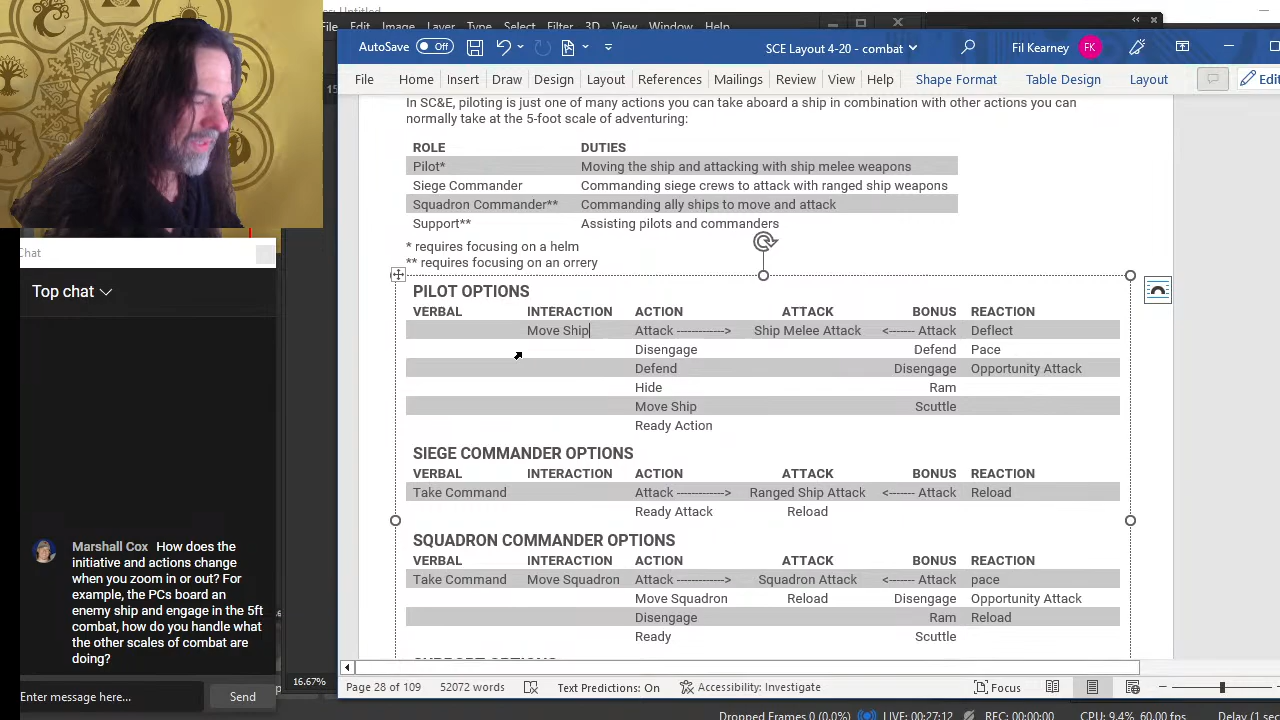 : Untitled
File Edit Image Layer Type Select Filter 3D View Window Help
AutoSave Off
SCE Layout 4-20 - combat
Fil Kearney FK
File Home Insert Draw Design Layout References Mailings Review View Help Shape Format Table Design Layout Edit
In SC&E, piloting is just one of many actions you can take aboard a ship in combination with other actions you can
normally take at the 5-foot scale of adventuring:
ROLE DUTIES
Pilot* Moving the ship and attacking with ship melee weapons
Siege Commander Commanding siege crews to attack with ranged ship weapons
Squadron Commander** Commanding ally ships to move and attack
Support** Assisting pilots and commanders
* requires focusing on a helm
** requires focusing on an orrery
PILOT OPTIONS
VERBAL INTERACTION ACTION ATTACK BONUS REACTION
Move Ship Attack -------------> Ship Melee Attack <------- Attack Deflect
Disengage Defend Pace
Defend Disengage Opportunity Attack
Hide Ram
Move Ship Scuttle
Ready Action
SIEGE COMMANDER OPTIONS
VERBAL INTERACTION ACTION ATTACK BONUS REACTION
Take Command Attack -------------> Ranged Ship Attack <------- Attack Reload
Ready Attack Reload
SQUADRON COMMANDER OPTIONS
VERBAL INTERACTION ACTION ATTACK BONUS REACTION
Take Command Move Squadron Attack -------------> Squadron Attack <------- Attack pace
Move Squadron Reload Disengage Opportunity Attack
Disengage Ram Reload
Ready Scuttle
Page 28 of 109 52072 words Text Predictions: On Accessibility: Investigate Focus
Dropped Frames 0 (0.0%) LIVE: 00:27:12 REC: 00:00:00 CPU: 9.4%, 60.00 fps Delay (1 sec
16.67%
Chat
Top chat
Marshall Cox How does the
initiative and actions change
when you zoom in or out? For
example, the PCs board an
enemy ship and engage in the 5ft
combat, how do you handle what
the other scales of combat are
doing?
Enter message here... Send